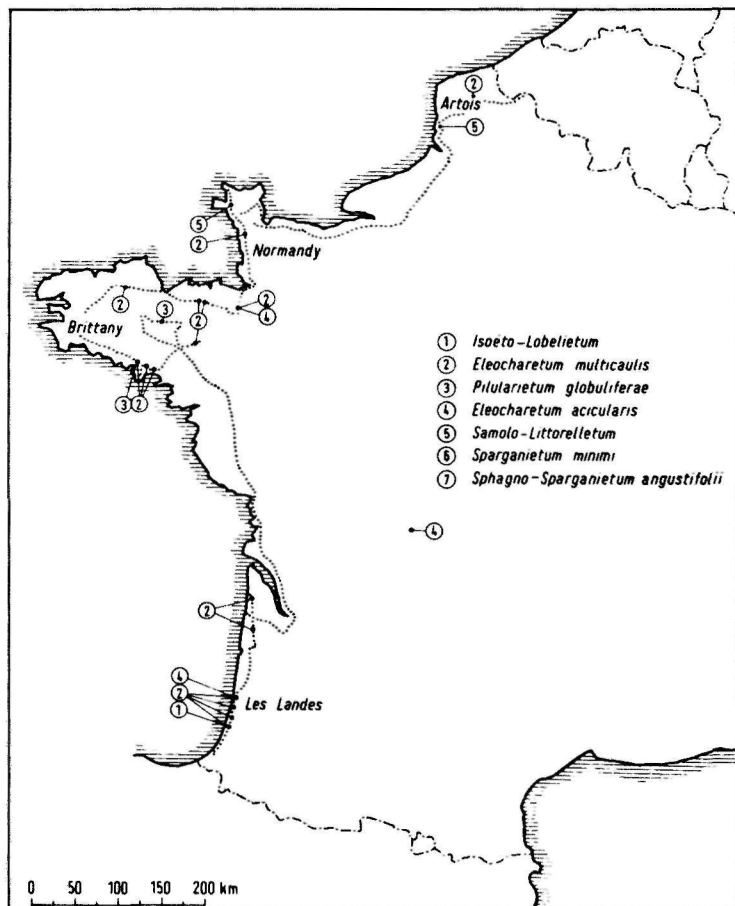 2
Artois
5
5
2
Normandy
2
3
2
2
4
Brittany
3 2
1 Isoëto-Lobelietum
2 Eleocharetum multicaulis
3 Pilularietum globuliferae
4 Eleocharetum acicularis
5 Samolo-Littorelletum
6 Sparganietum minimi
7 Sphagno-Sparganietum angustifolii
4
2
4
2
1
Les Landes
0 50 100 150 200 km